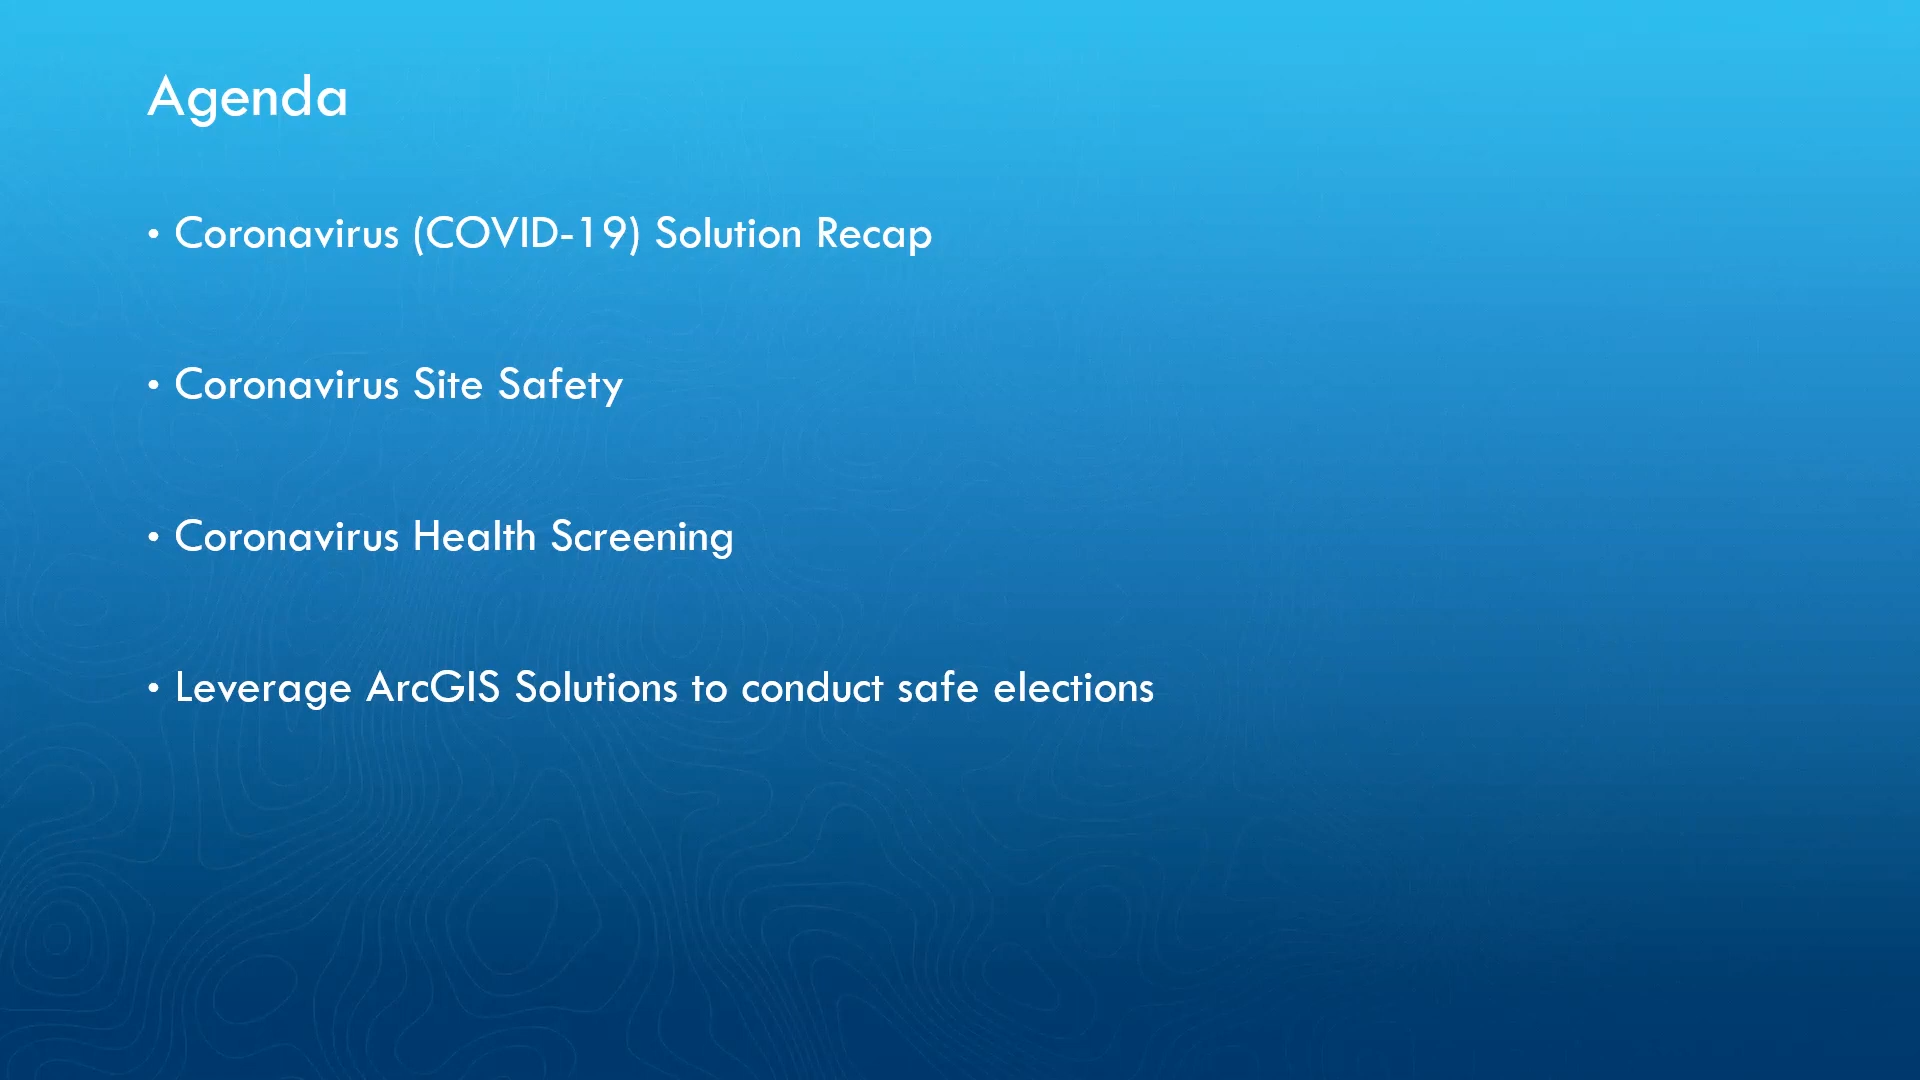 Agenda
• Coronavirus (COVID-19) Solution Recap
• Coronavirus Site Safety
• Coronavirus Health Screening
• Leverage ArcGIS Solutions to conduct safe elections